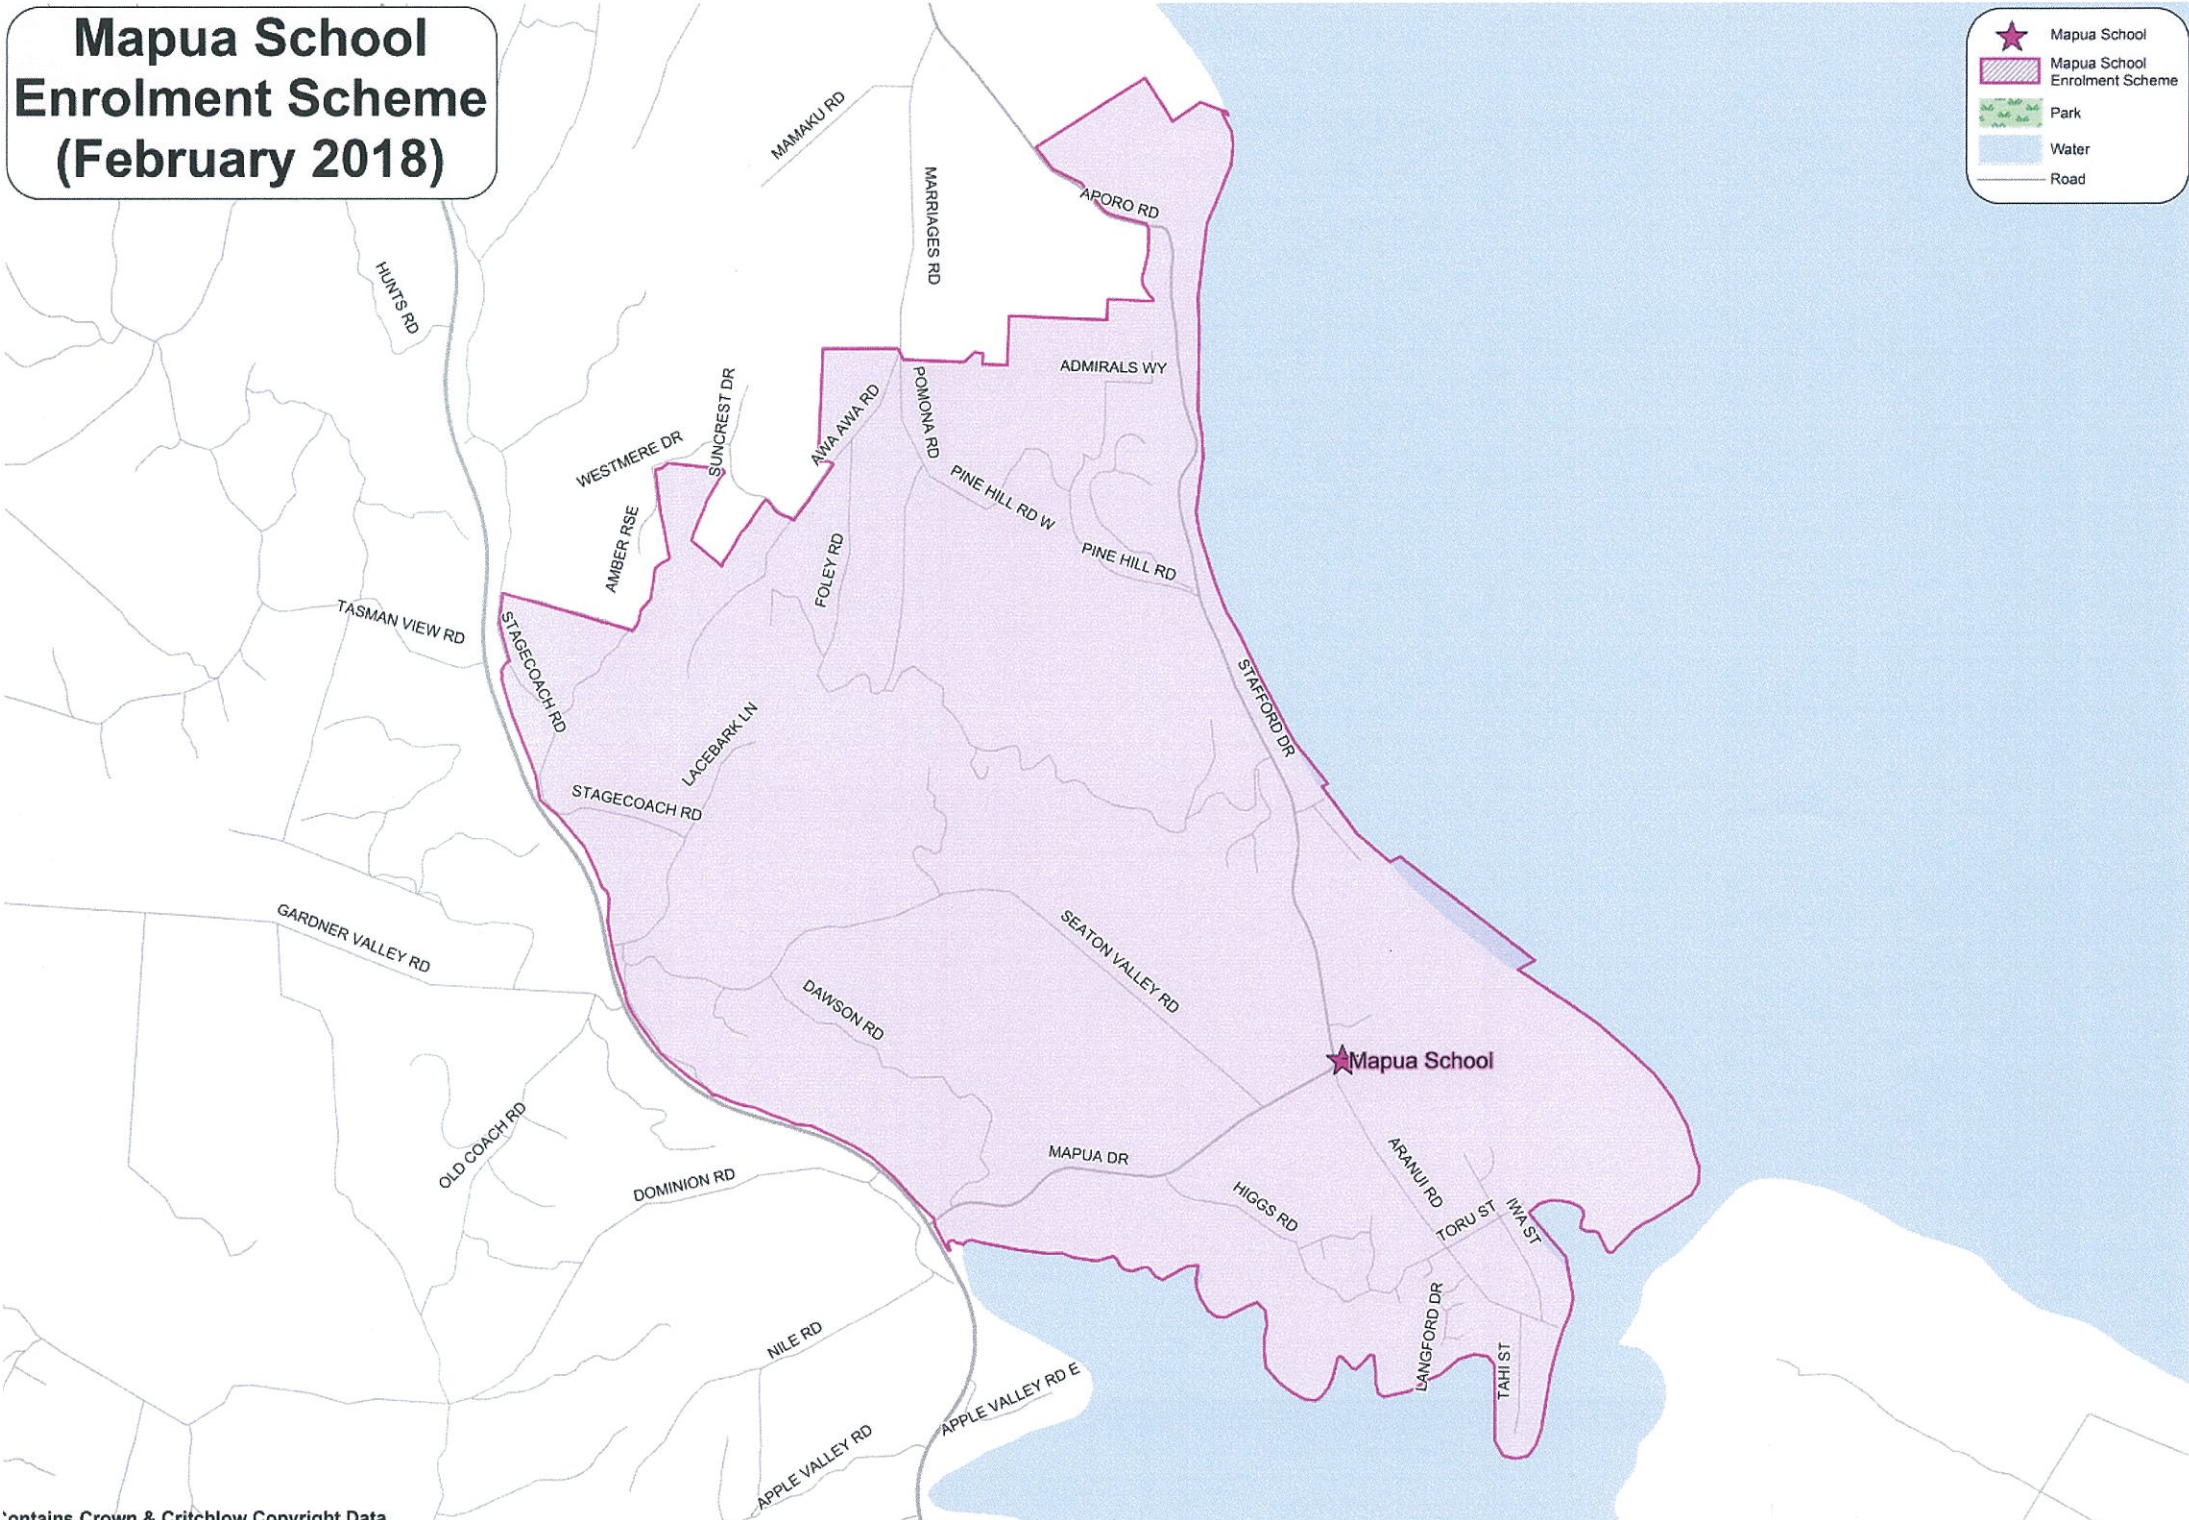 Mapua School
Enrolment Scheme
(February 2018)
Mapua School
Mapua School
Enrolment Scheme
Park
Water
Road
MAMAKU RD
MARRIAGES RD
APORO RD
HUNTS RD
ADMIRALS WY
SUNCREST DR
AWA AWA RD
POMONA RD
WESTMERE DR
PINE HILL RD W
AMBER RSE
FOLEY RD
PINE HILL RD
TASMAN VIEW RD
STAGECOACH RD
STAFFORD DR
LACEBARK LN
STAGECOACH RD
GARDNER VALLEY RD
SEATON VALLEY RD
DAWSON RD
Mapua School
OLD COACH RD
MAPUA DR
ARANUI RD
DOMINION RD
HIGGS RD
TORU ST
IWA ST
NILE RD
LANGFORD DR
TAHI ST
APPLE VALLEY RD E
APPLE VALLEY RD
Contains Crown & Critchlow Copyright Data